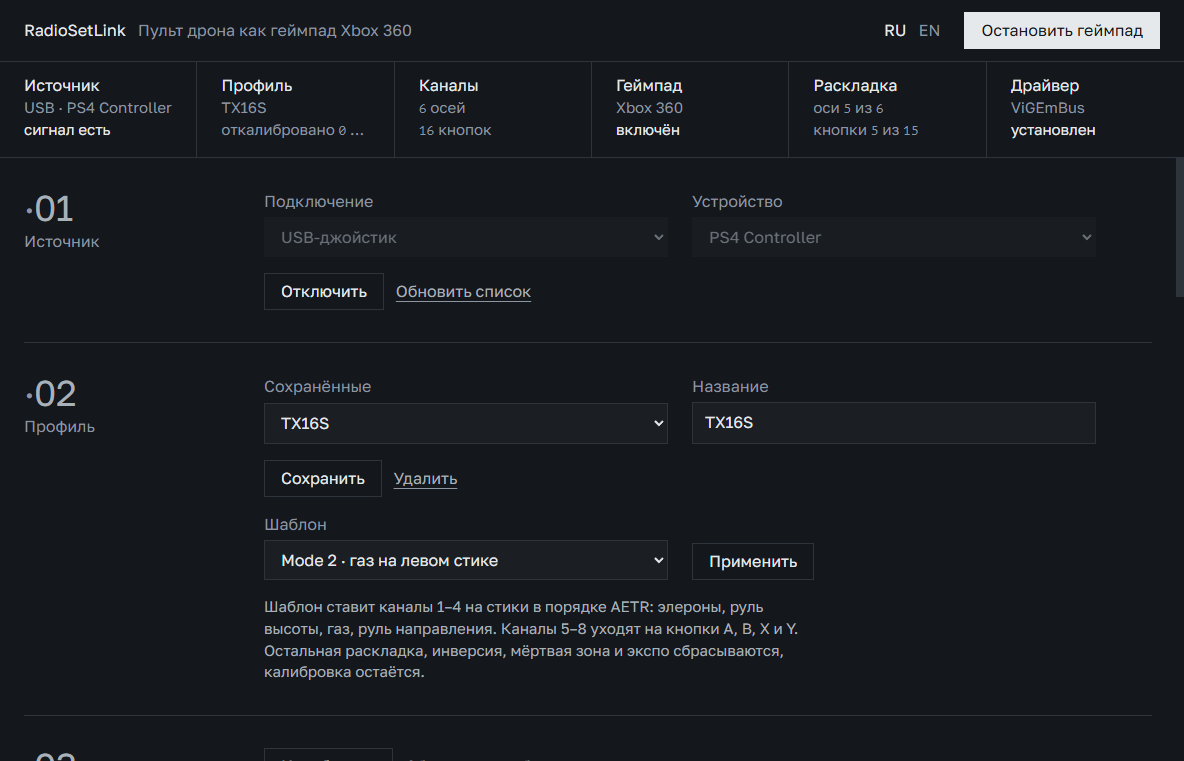 RadioSetLink Пульт дрона как геймпад Xbox 360 RU EN Остановить геймпад
Источник
USB · PS4 Controller
сигнал есть
Профиль
TX16S
откалибровано 0 ...
Каналы
6 осей
16 кнопок
Геймпад
Xbox 360
включён
Раскладка
оси 5 из 6
кнопки 5 из 15
Драйвер
ViGEmBus
установлен
·01
Источник
Подключение
USB-джойстик
Устройство
PS4 Controller
Отключить Обновить список
·02
Профиль
Сохранённые
TX16S
Название
TX16S
Сохранить Удалить
Шаблон
Mode 2 · газ на левом стике
Применить
Шаблон ставит каналы 1–4 на стики в порядке AETR: элероны, руль
высоты, газ, руль направления. Каналы 5–8 уходят на кнопки A, B, X и Y.
Остальная раскладка, инверсия, мёртвая зона и экспо сбрасываются,
калибровка остаётся.